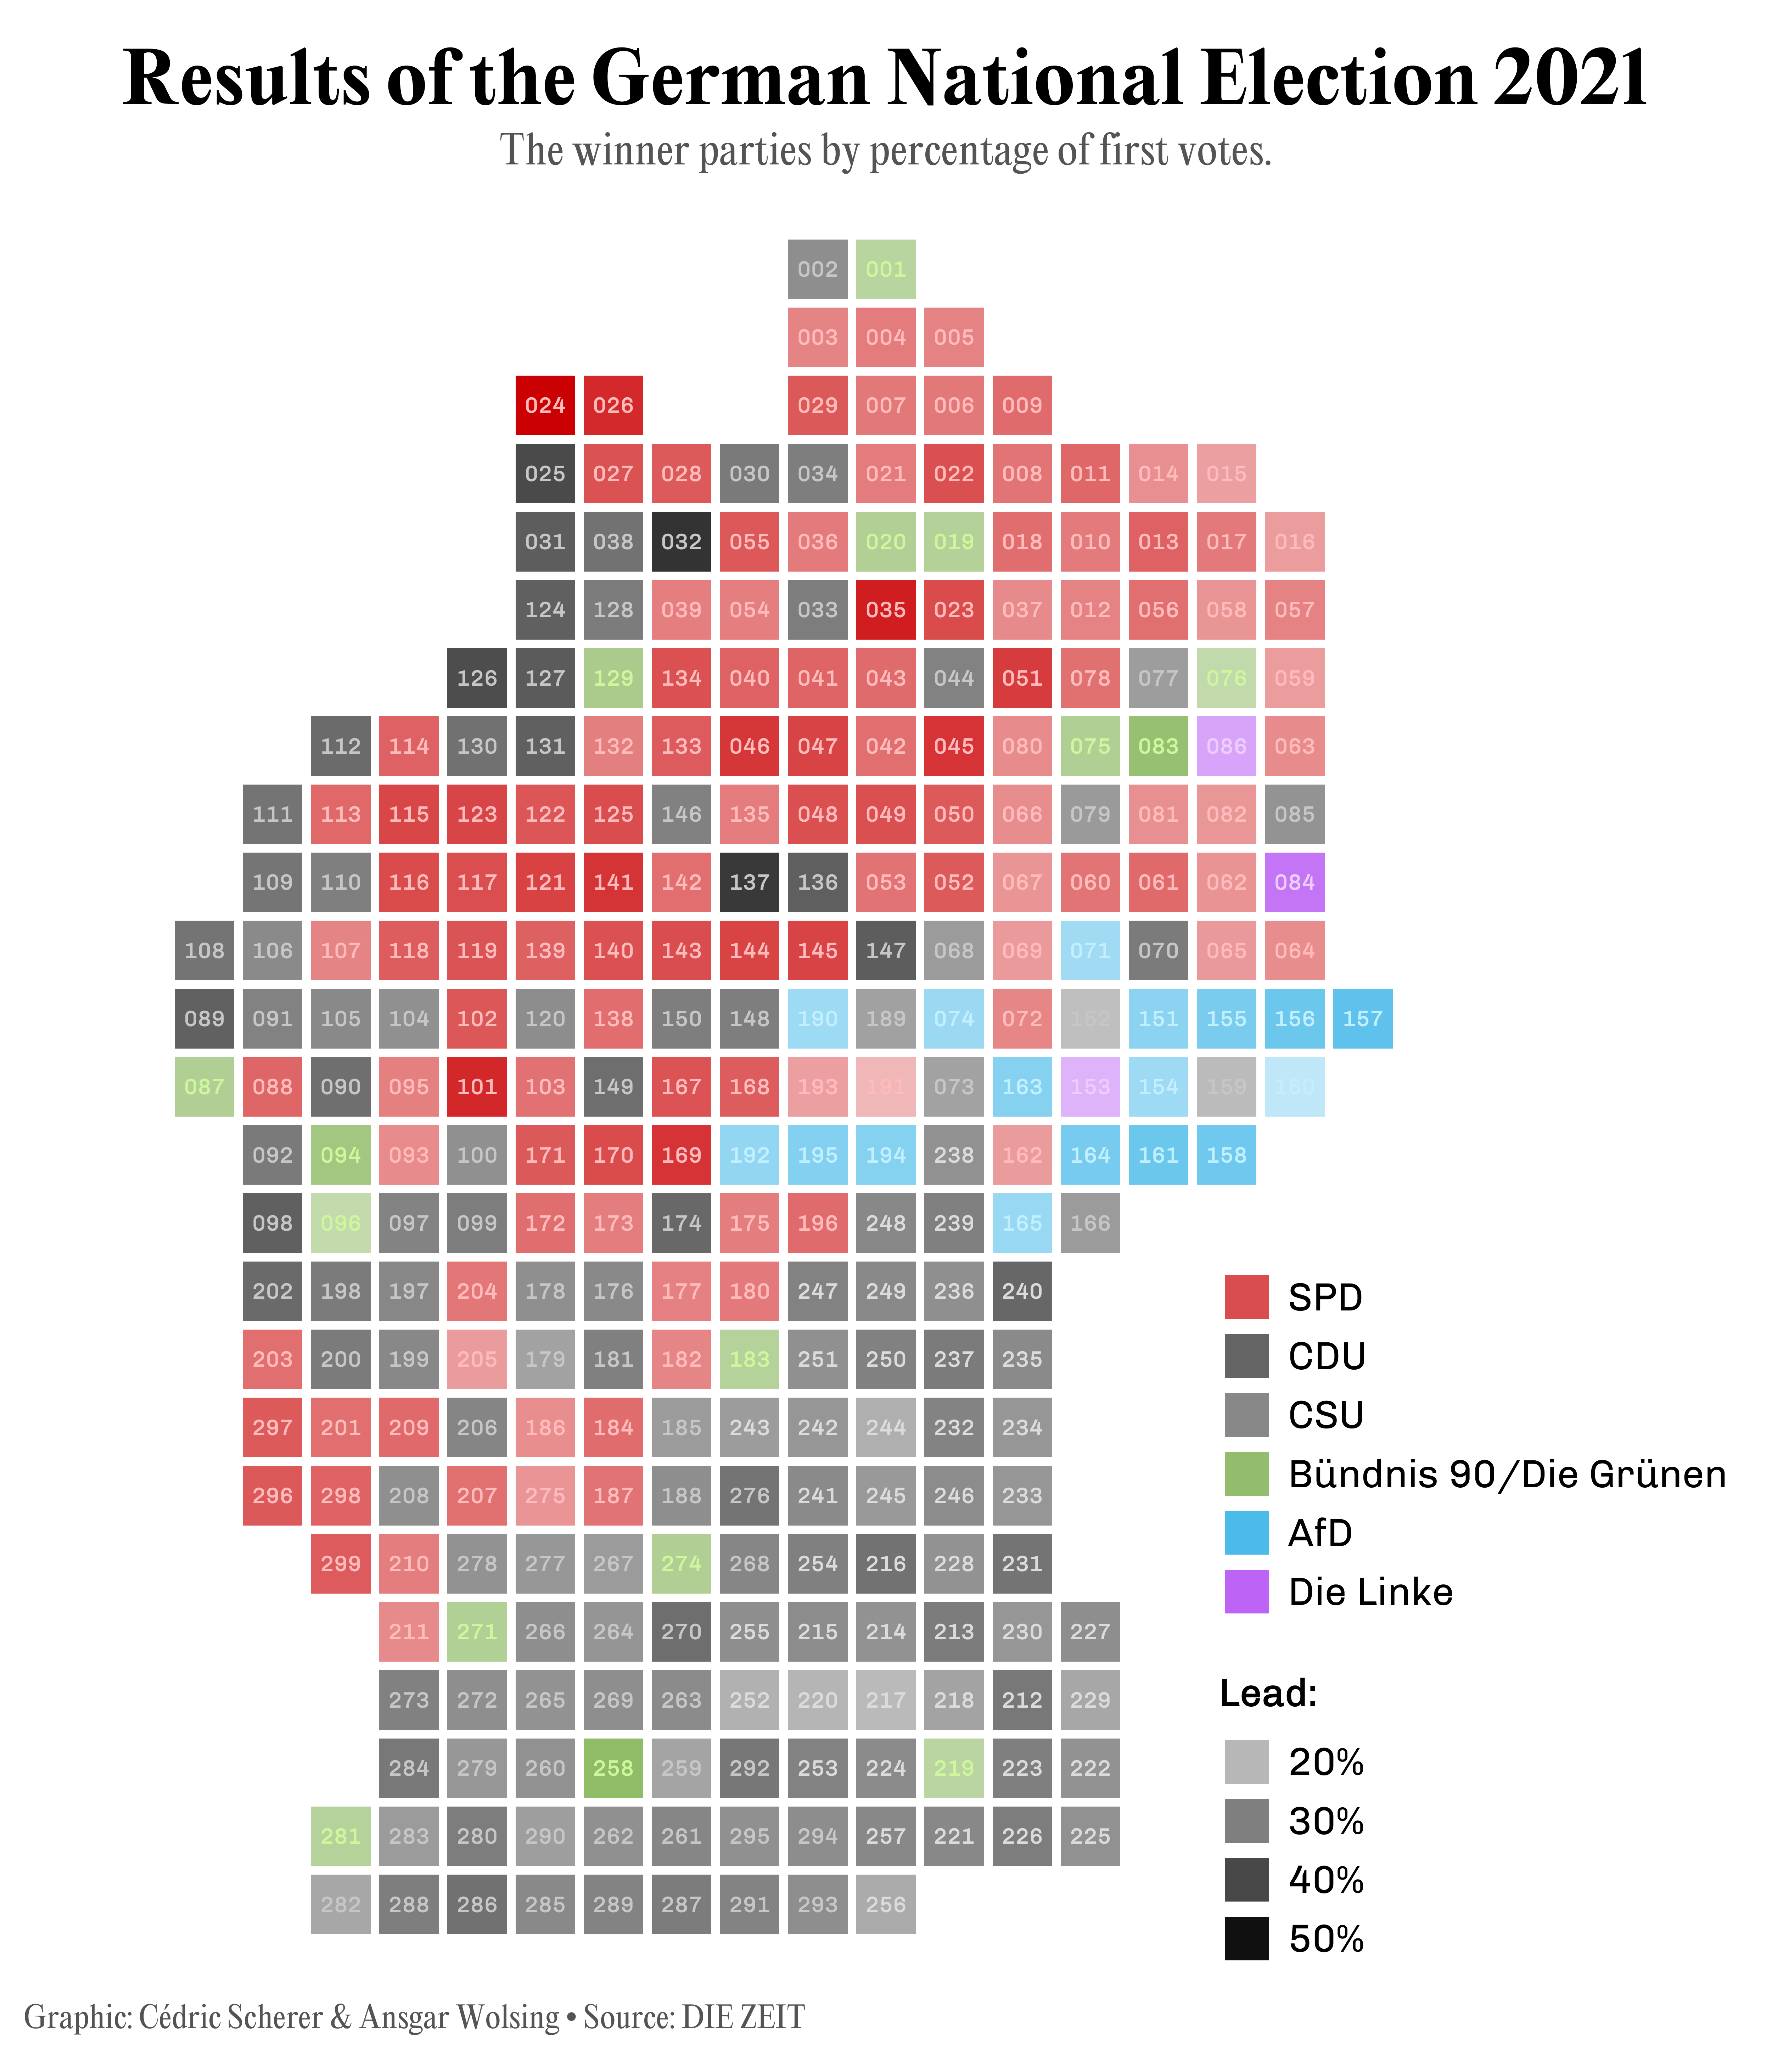 Results of the German National Election 2021
The winner parties by percentage of first votes.
002 001
003 004 005
024 026 029 007 006 009
025 027 028 030 034 021 022 008 011 014 015
031 038 032 055 036 020 019 018 010 013 017 016
124 128 039 054 033 035 023 037 012 056 058 057
126 127 129 134 040 041 043 044 051 078 077 076 059
112 114 130 131 132 133 046 047 042 045 080 075 083 086 063
111 113 115 123 122 125 146 135 048 049 050 066 079 081 082 085
109 110 116 117 121 141 142 137 136 053 052 067 060 061 062 084
108 106 107 118 119 139 140 143 144 145 147 068 069 071 070 065 064
089 091 105 104 102 120 138 150 148 190 189 074 072 152 151 155 156 157
087 088 090 095 101 103 149 167 168 193 191 073 163 153 154 159 160
092 094 093 100 171 170 169 192 195 194 238 162 164 161 158
098 096 097 099 172 173 174 175 196 248 239 165 166
202 198 197 204 178 176 177 180 247 249 236 240
203 200 199 205 179 181 182 183 251 250 237 235
297 201 209 206 186 184 185 243 242 244 232 234
296 298 208 207 275 187 188 276 241 245 246 233
299 210 278 277 267 274 268 254 216 228 231
211 271 266 264 270 255 215 214 213 230 227
273 272 265 269 263 252 220 217 218 212 229
284 279 260 258 259 292 253 224 219 223 222
281 283 280 290 262 261 295 294 257 221 226 225
282 288 286 285 289 287 291 293 256
SPD
CDU
CSU
Bündnis 90/Die Grünen
AfD
Die Linke
Lead:
20%
30%
40%
50%
Graphic: Cédric Scherer & Ansgar Wolsing • Source: DIE ZEIT